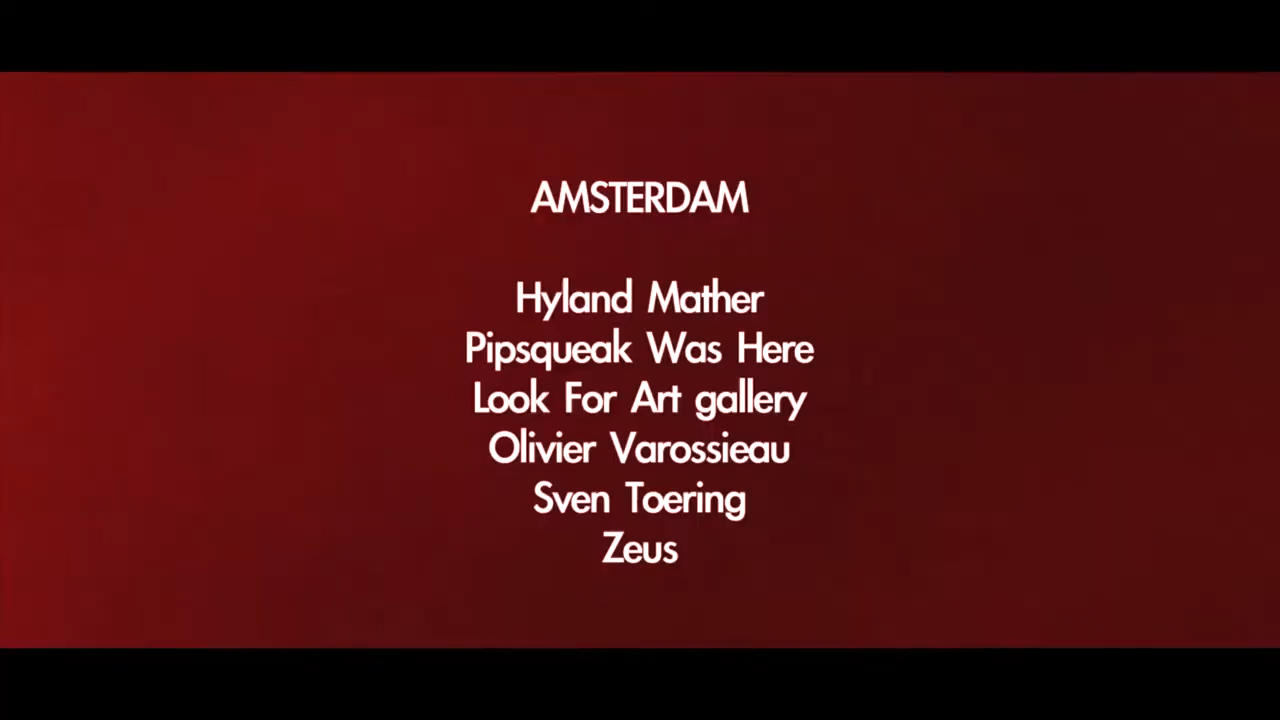 AMSTERDAM
Hyland Mather
Pipsqueak Was Here
Look For Art gallery
Olivier Varossieau
Sven Toering
Zeus